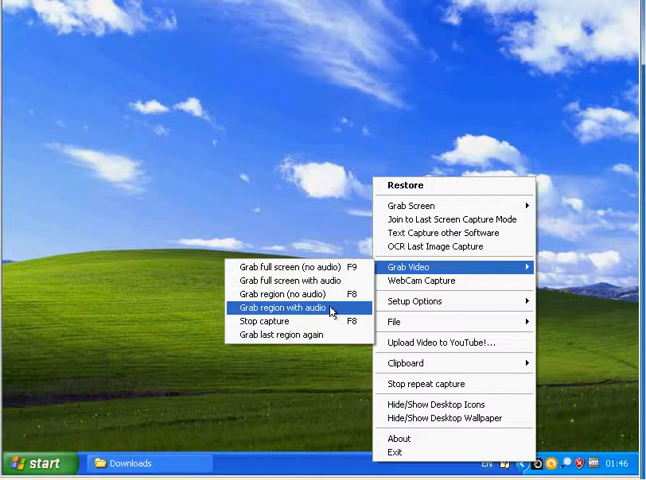 Restore
Grab Screen
Join to Last Screen Capture Mode
Text Capture other Software
OCR Last Image Capture
Grab Video
WebCam Capture
Setup Options
File
Upload Video to YouTube!...
Clipboard
Stop repeat capture
Hide/Show Desktop Icons
Hide/Show Desktop Wallpaper
About
Exit
Grab full screen (no audio) F9
Grab full screen with audio
Grab region (no audio) F8
Grab region with audio
Stop capture F8
Grab last region again
start
Downloads
EN
01:46